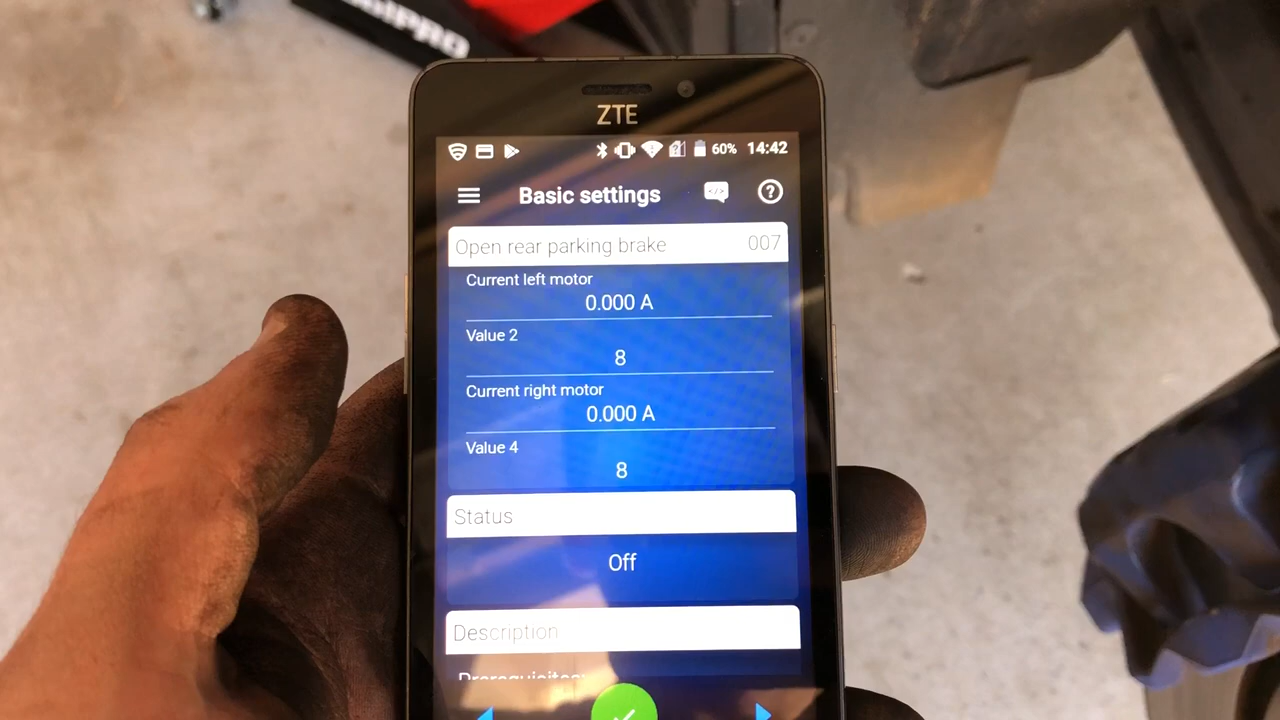 ZTE
60% 14:42
Basic settings
Open rear parking brake 007
Current left motor
0.000 A
Value 2
8
Current right motor
0.000 A
Value 4
8
Status
Off
Description
Prerequisites: